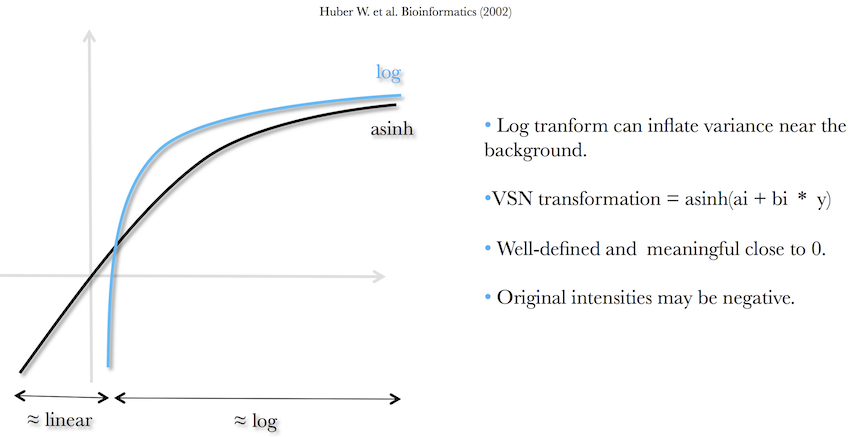 Huber W. et al. Bioinformatics (2002)
log
asinh
• Log tranform can inflate variance near the
background.
•VSN transformation = asinh(ai + bi * y)
• Well-defined and meaningful close to 0.
• Original intensities may be negative.
≈ linear
≈ log